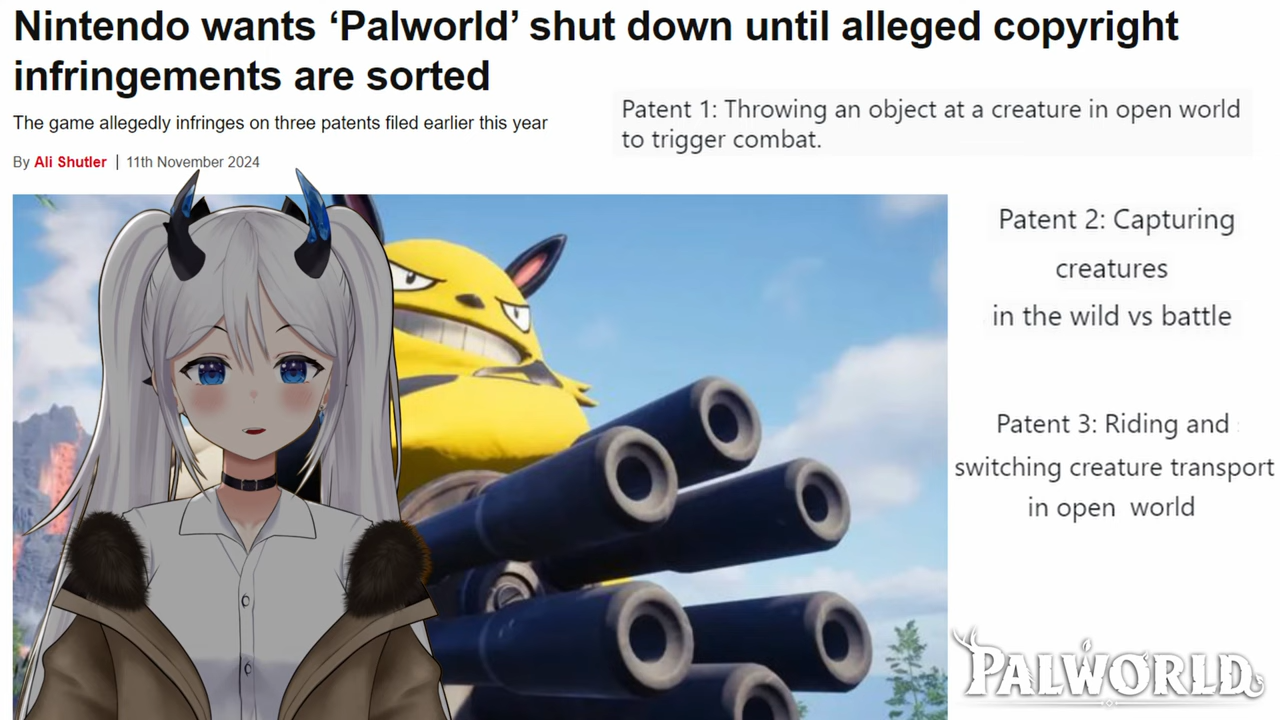 Nintendo wants ‘Palworld’ shut down until alleged copyright
infringements are sorted
The game allegedly infringes on three patents filed earlier this year
By Ali Shutler | 11th November 2024
Patent 1: Throwing an object at a creature in open world
to trigger combat.
Patent 2: Capturing
creatures
in the wild vs battle
Patent 3: Riding and
switching creature transport
in open world
PALWORLD